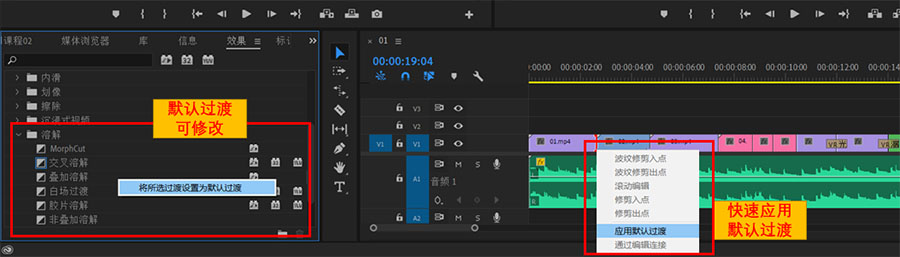 课程02
媒体浏览器
库
信息
效果
标记
内滑
划像
擦除
沉浸式视频
溶解
MorphCut
交叉溶解
叠加溶解
白场过渡
胶片溶解
非叠加溶解
将所选过渡设置为默认过渡
默认过渡
可修改
01
00:00:19:04
:00:00
00:00:02:00
00:00:04:00
00:00:06:00
00:00:08:00
00:00:10:00
00:00:12:00
V3
V2
V1
V1
01.mp4
03.mp4
04.
A1
M
S
音频 1
A2
M
S
波纹修剪入点
波纹修剪出点
滚动编辑
修剪入点
修剪出点
应用默认过渡
通过编辑连接
快速应用
默认过渡